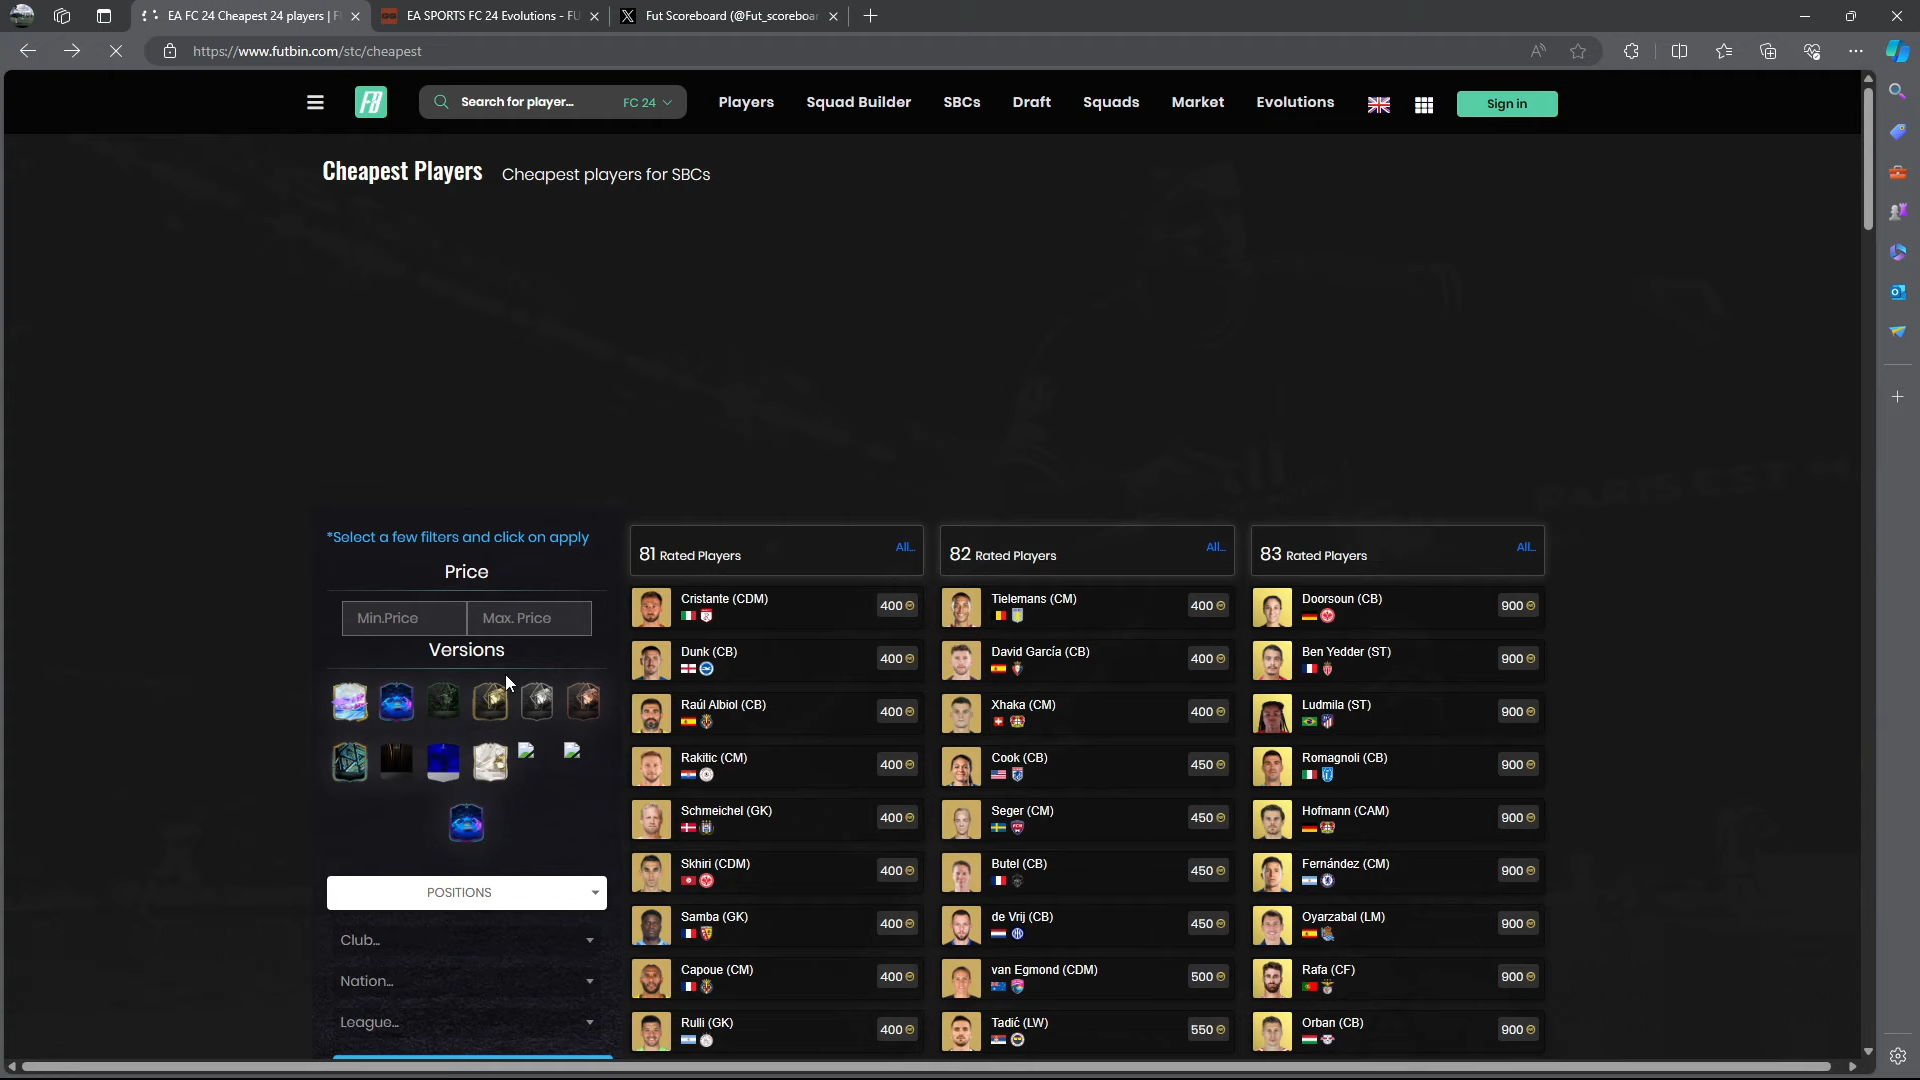 EA FC 24 Cheapest 24 players | FU
EA SPORTS FC 24 Evolutions - FU
Fut Scoreboard (@Fut_scoreboar
https://www.futbin.com/stc/cheapest
Search for player...
FC 24
Players
Squad Builder
SBCs
Draft
Squads
Market
Evolutions
Sign in
Cheapest Players
Cheapest players for SBCs
*Select a few filters and click on apply
Price
Min.Price
Max. Price
Versions
POSITIONS
Club...
Nation...
League...
81 Rated Players
All...
Cristante (CDM)
400
Dunk (CB)
400
Raúl Albiol (CB)
400
Rakitic (CM)
400
Schmeichel (GK)
400
Skhiri (CDM)
400
Samba (GK)
400
Capoue (CM)
400
Rulli (GK)
400
82 Rated Players
All...
Tielemans (CM)
400
David García (CB)
400
Xhaka (CM)
400
Cook (CB)
450
Seger (CM)
450
Butel (CB)
450
de Vrij (CB)
450
van Egmond (CDM)
500
Tadić (LW)
550
83 Rated Players
All...
Doorsoun (CB)
900
Ben Yedder (ST)
900
Ludmila (ST)
900
Romagnoli (CB)
900
Hofmann (CAM)
900
Fernández (CM)
900
Oyarzabal (LM)
900
Rafa (CF)
900
Orban (CB)
900